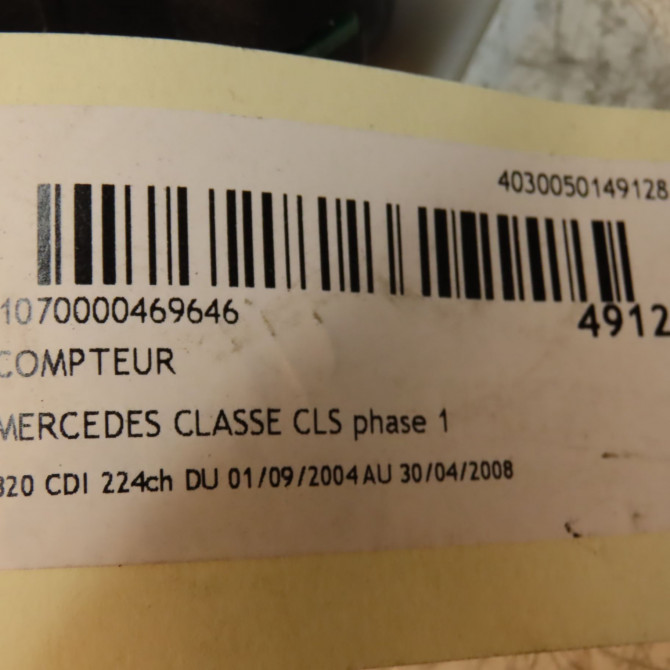 4030050149128
1070000469646
4912
COMPTEUR
MERCEDES CLASSE CLS phase 1
320 CDI 224ch DU 01/09/2004 AU 30/04/2008